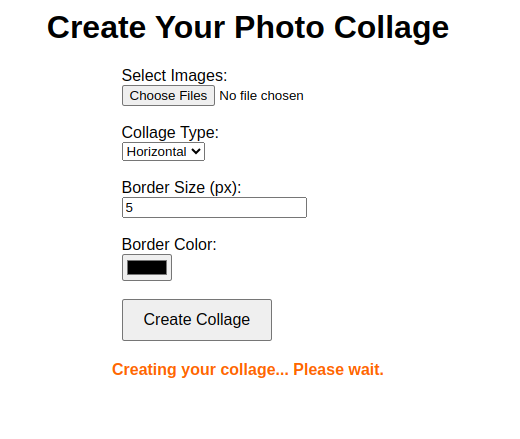 Create Your Photo Collage
Select Images:
Choose Files No file chosen
Collage Type:
Horizontal
Border Size (px):
5
Border Color:
Create Collage
Creating your collage... Please wait.